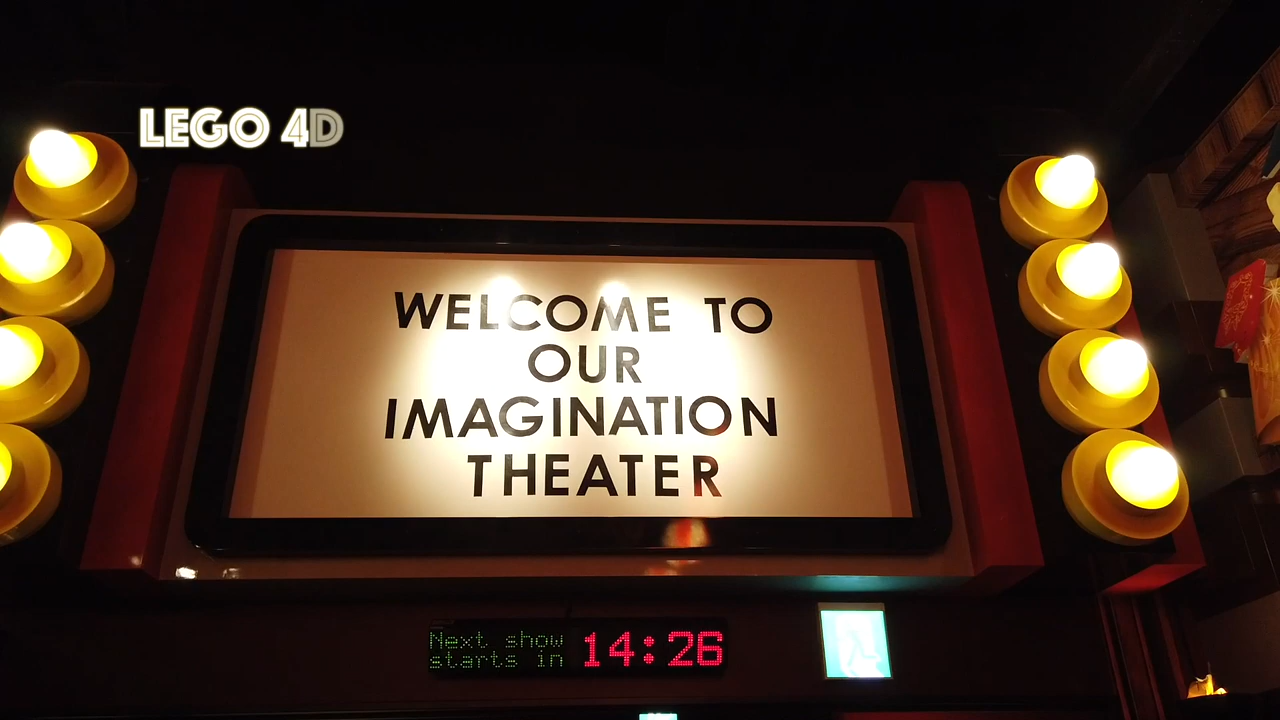 LEGO 4D
WELCOME TO
OUR
IMAGINATION
THEATER
Next show
starts in
14:26